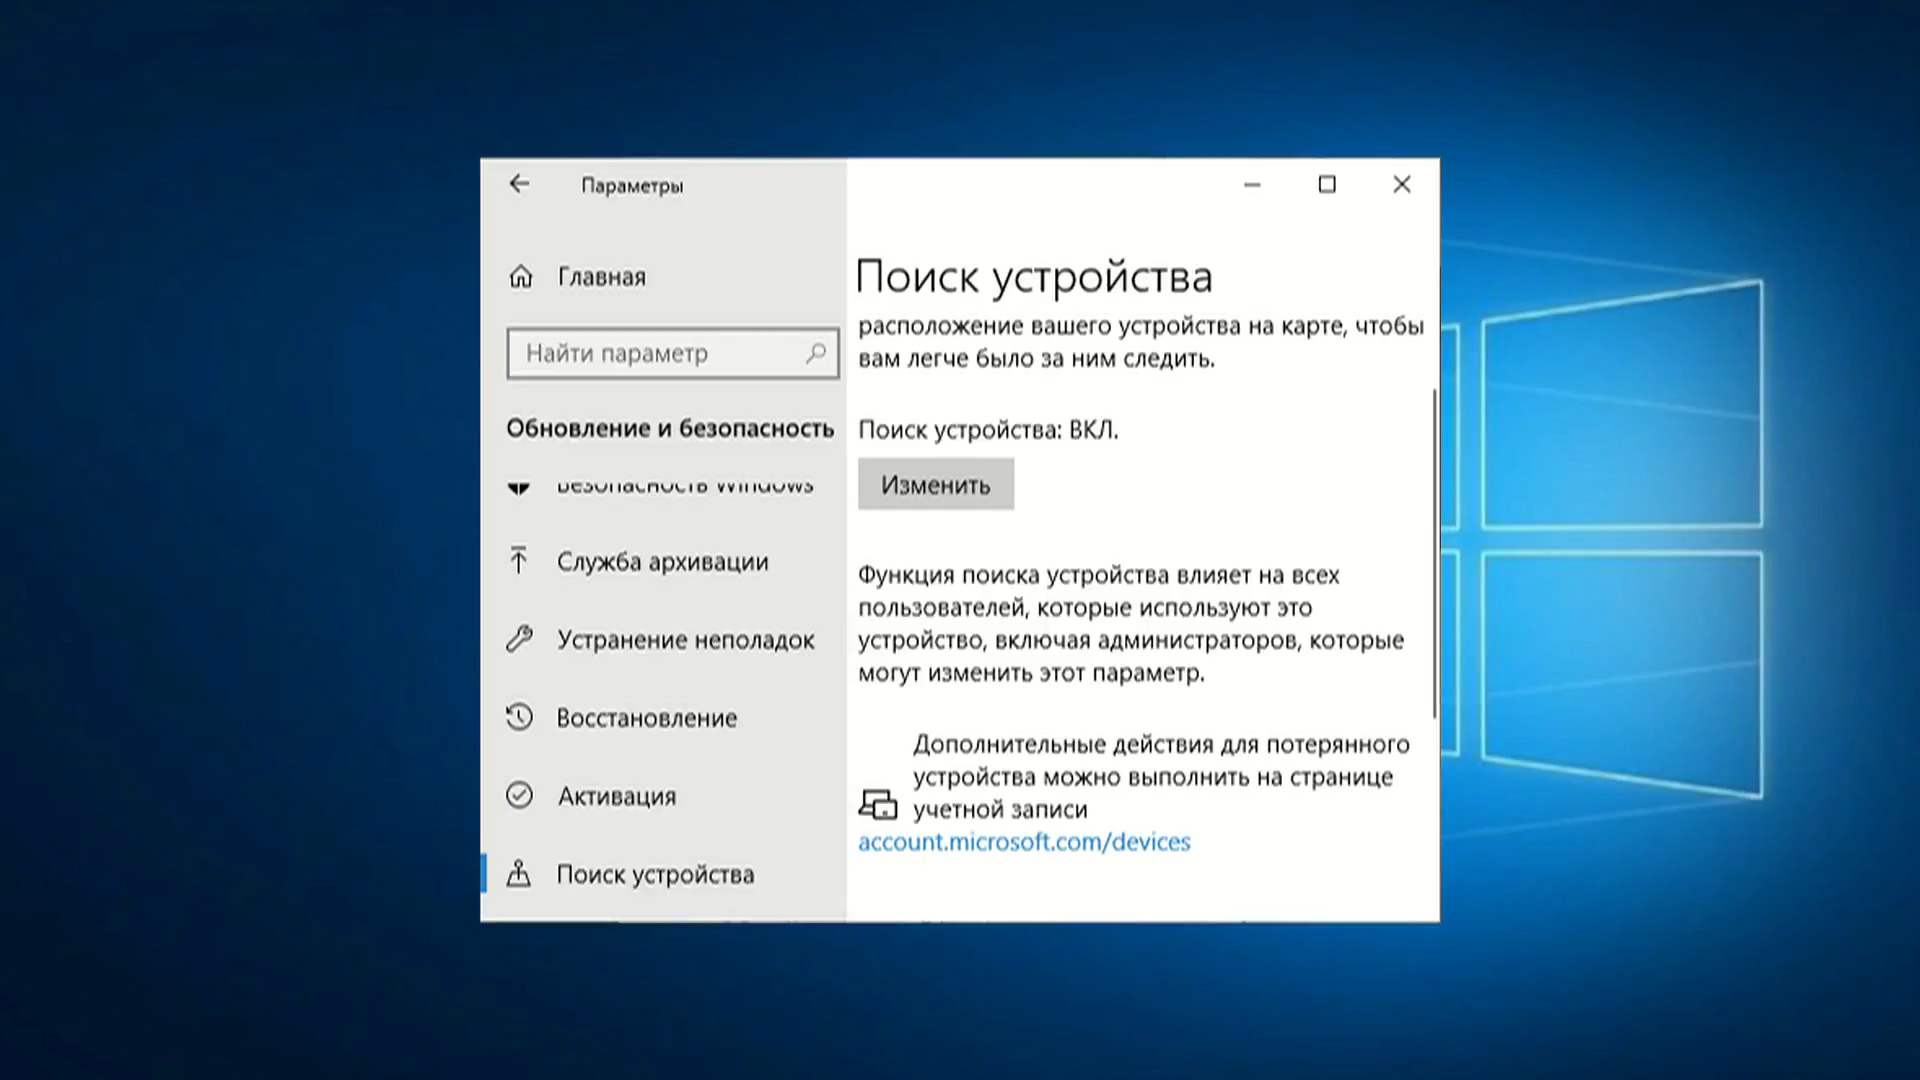 Параметры
Главная
Найти параметр
Обновление и безопасность
Безопасность Windows
Служба архивации
Устранение неполадок
Восстановление
Активация
Поиск устройства
Поиск устройства
расположение вашего устройства на карте, чтобы
вам легче было за ним следить.
Поиск устройства: ВКЛ.
Изменить
Функция поиска устройства влияет на всех
пользователей, которые используют это
устройство, включая администраторов, которые
могут изменить этот параметр.
Дополнительные действия для потерянного
устройства можно выполнить на странице
учетной записи
account.microsoft.com/devices